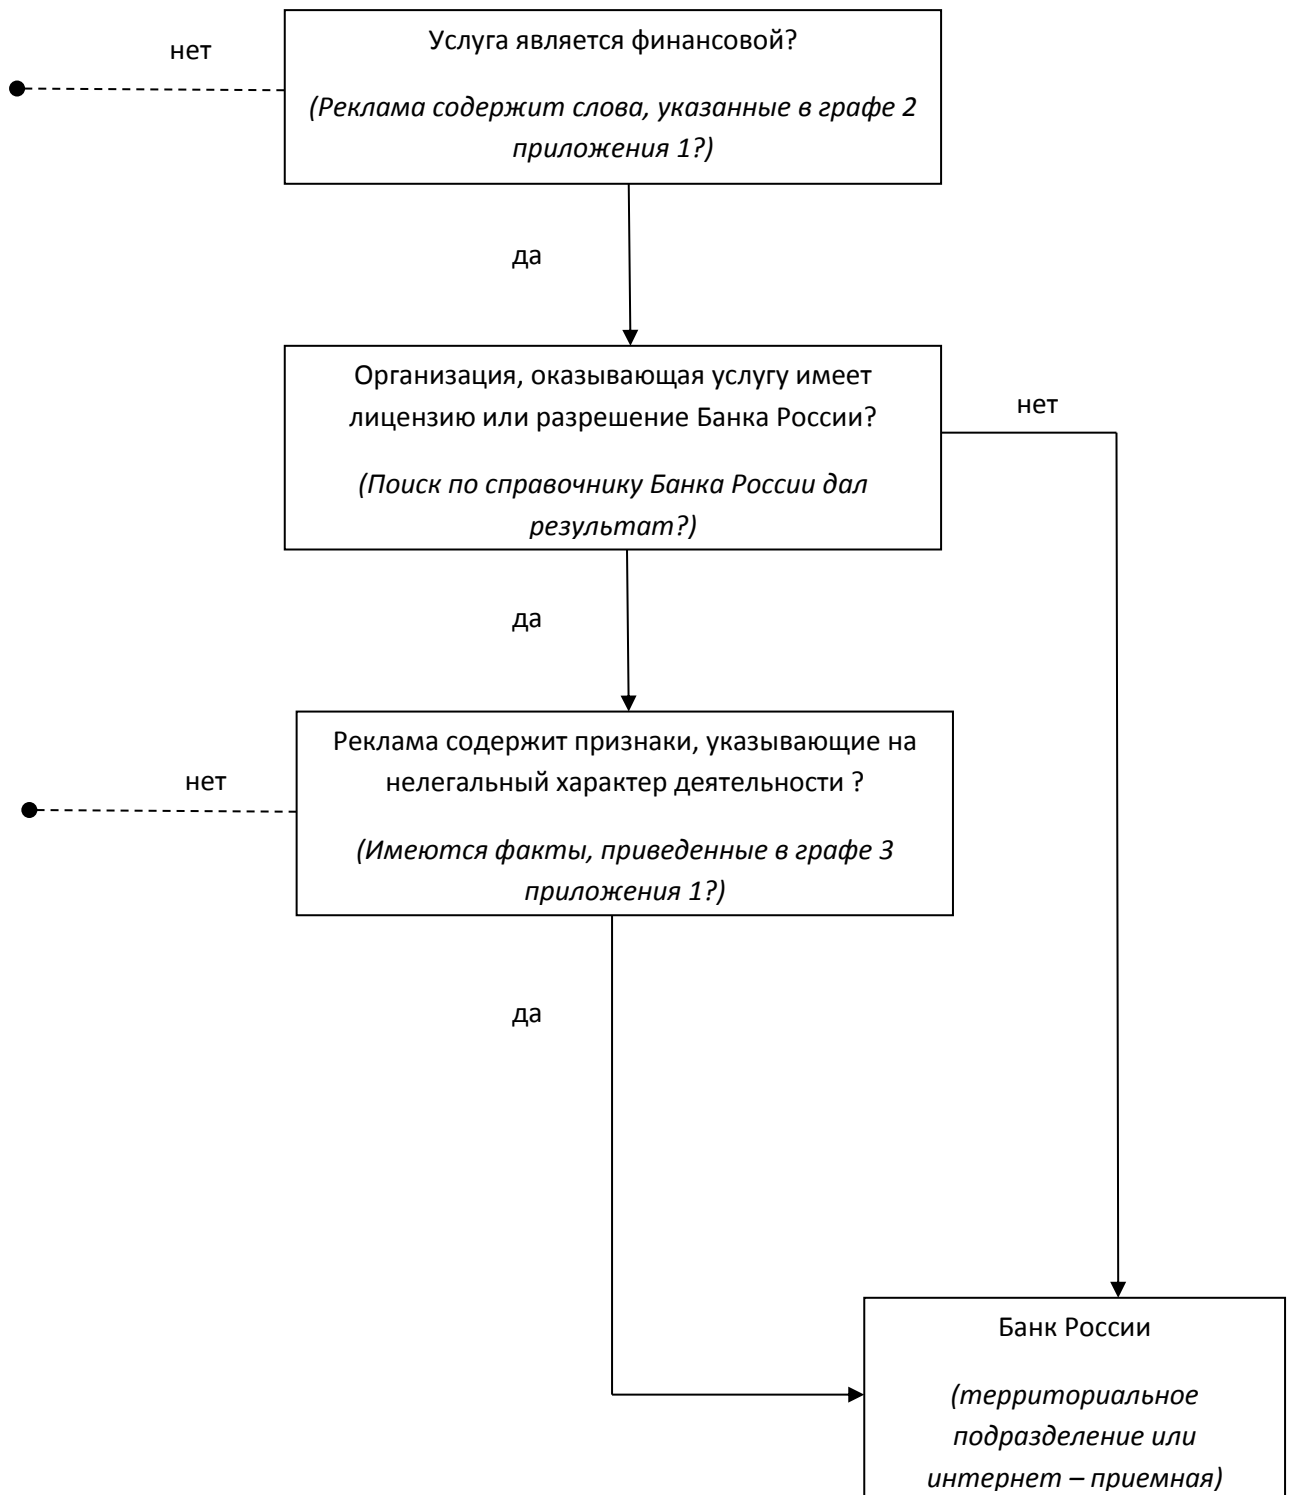 нет
Услуга является финансовой?
(Реклама содержит слова, указанные в графе 2
приложения 1?)
да
Организация, оказывающая услугу имеет
лицензию или разрешение Банка России?
(Поиск по справочнику Банка России дал
результат?)
нет
да
Реклама содержит признаки, указывающие на
нелегальный характер деятельности ?
(Имеются факты, приведенные в графе 3
приложения 1?)
нет
да
Банк России
(территориальное
подразделение или
интернет – приемная)